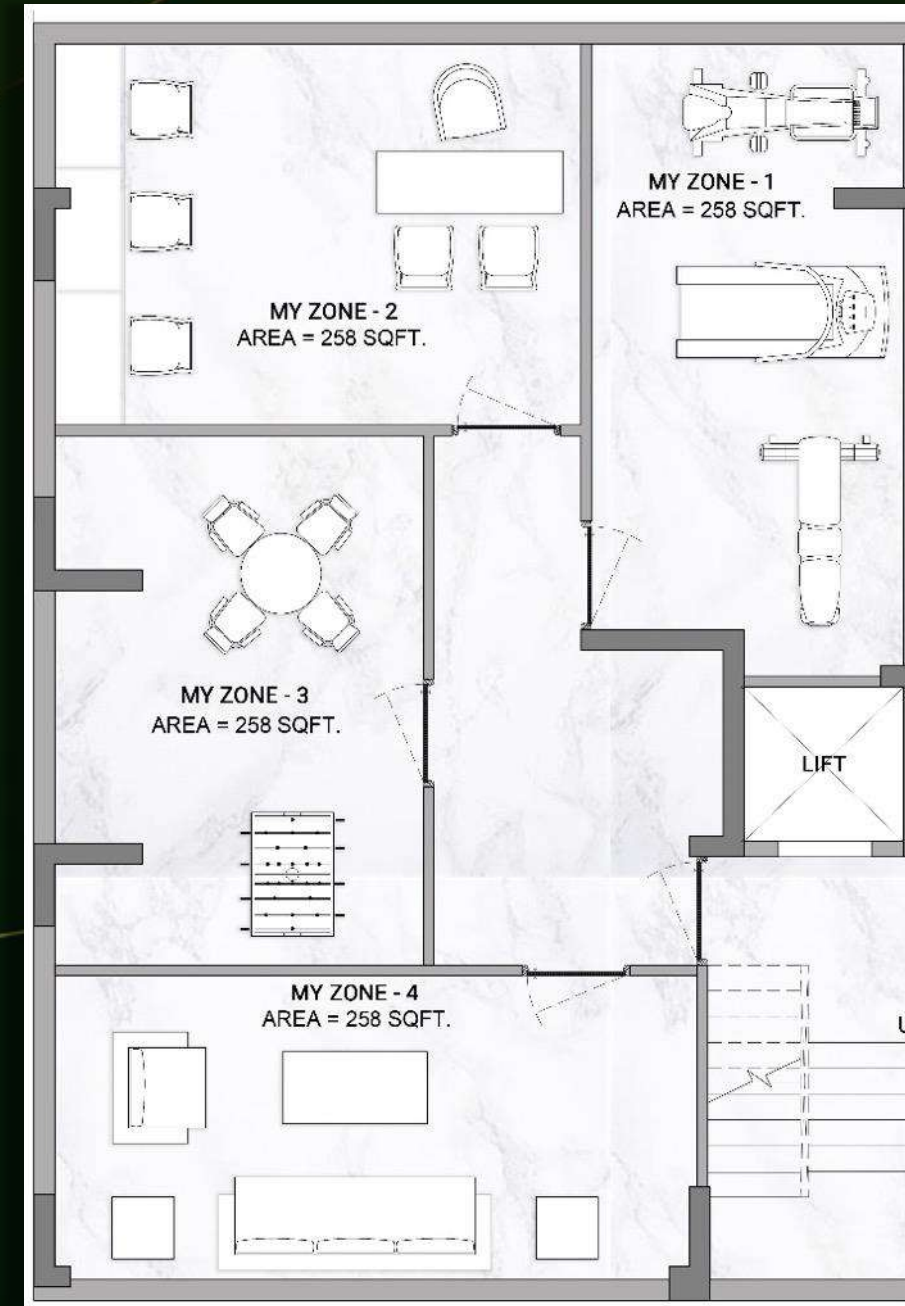 MY ZONE - 1
AREA = 258 SQFT.
MY ZONE - 2
AREA = 258 SQFT.
MY ZONE - 3
AREA = 258 SQFT.
LIFT
MY ZONE - 4
AREA = 258 SQFT.